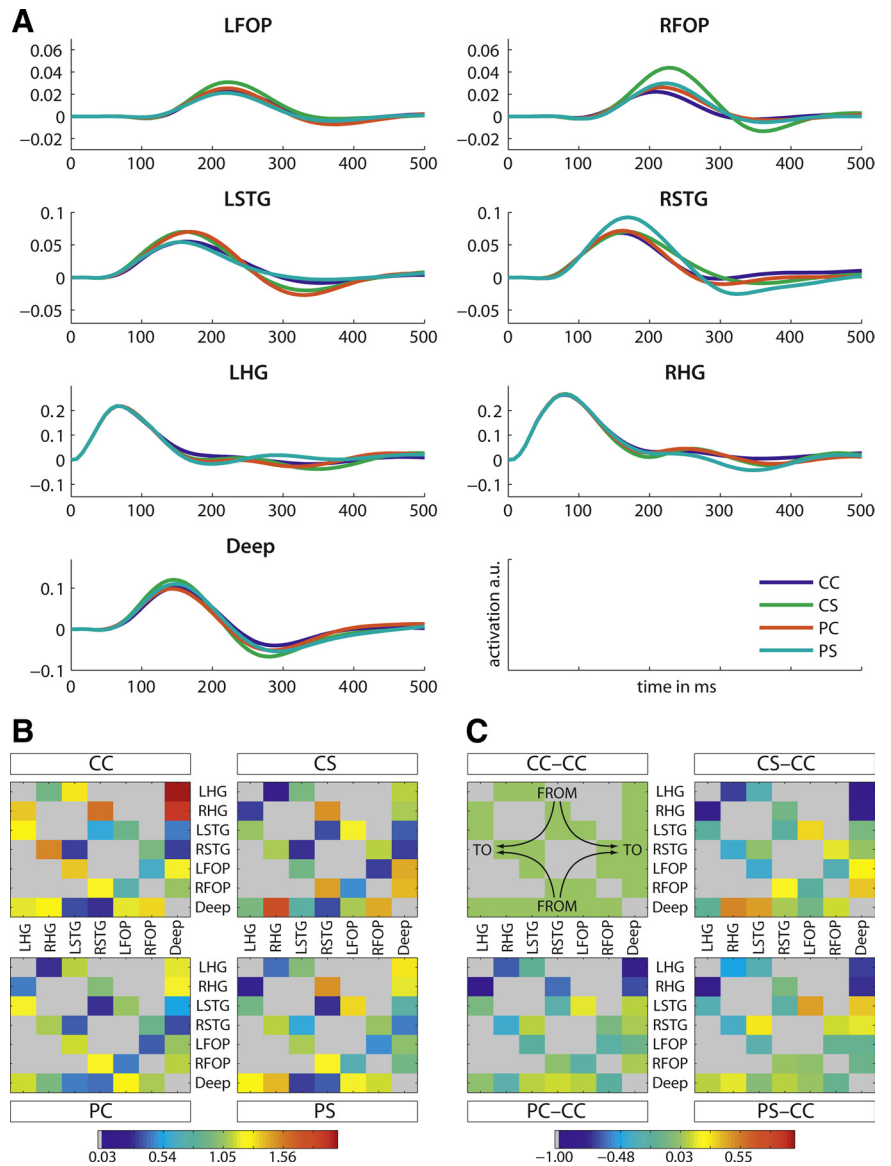 A
LFOP
RFOP
0.06
0.04
0.02
0
−0.02
0 100 200 300 400 500
0.06
0.04
0.02
0
−0.02
0 100 200 300 400 500
LSTG
RSTG
0.1
0.05
0
−0.05
0 100 200 300 400 500
0.1
0.05
0
−0.05
0 100 200 300 400 500
LHG
RHG
0.2
0.1
0
−0.1
0 100 200 300 400 500
0.2
0.1
0
−0.1
0 100 200 300 400 500
Deep
0.1
0
−0.1
0 100 200 300 400 500
activation a.u.
time in ms
CC
CS
PC
PS
B
CC
CS
LHG
RHG
LSTG
RSTG
LFOP
RFOP
Deep
LHG RHG LSTG RSTG LFOP RFOP Deep
LHG RHG LSTG RSTG LFOP RFOP Deep
LHG
RHG
LSTG
RSTG
LFOP
RFOP
Deep
PC
PS
0.03 0.54 1.05 1.56
C
CC–CC
CS–CC
FROM
TO
TO
FROM
LHG
RHG
LSTG
RSTG
LFOP
RFOP
Deep
LHG RHG LSTG RSTG LFOP RFOP Deep
LHG RHG LSTG RSTG LFOP RFOP Deep
LHG
RHG
LSTG
RSTG
LFOP
RFOP
Deep
PC–CC
PS–CC
−1.00 −0.48 0.03 0.55